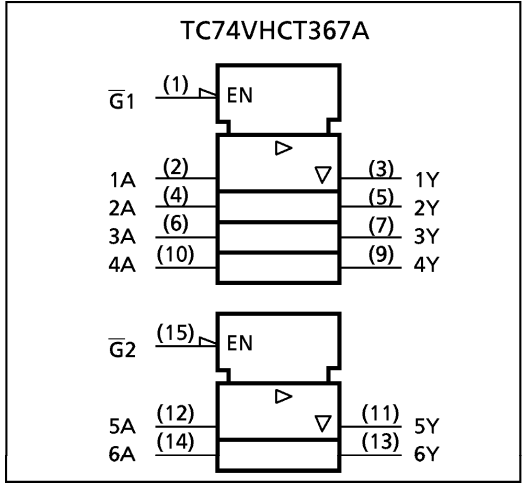 TC74VHCT367A
G̅1 (1) EN
1A (2) (3) 1Y
2A (4) (5) 2Y
3A (6) (7) 3Y
4A (10) (9) 4Y
G̅2 (15) EN
5A (12) (11) 5Y
6A (14) (13) 6Y